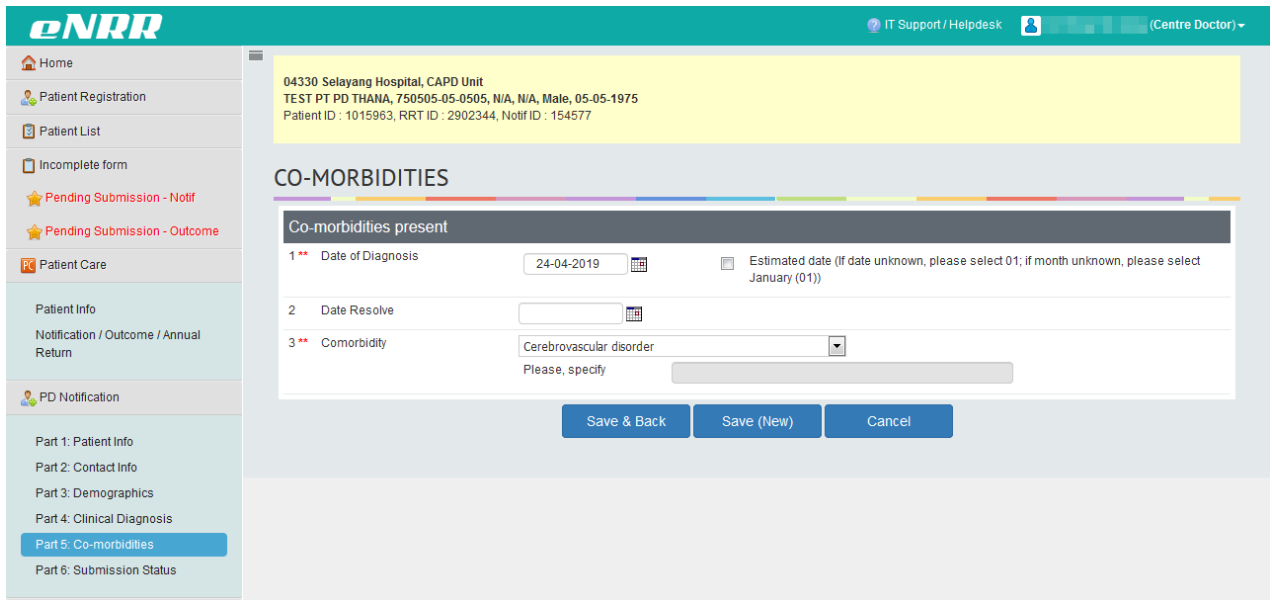 eNRR
IT Support / Helpdesk
(Centre Doctor)
Home
Patient Registration
Patient List
Incomplete form
Pending Submission - Notif
Pending Submission - Outcome
PC Patient Care
Patient Info
Notification / Outcome / Annual
Return
PD Notification
Part 1: Patient Info
Part 2: Contact Info
Part 3: Demographics
Part 4: Clinical Diagnosis
Part 5: Co-morbidities
Part 6: Submission Status
04330 Selayang Hospital, CAPD Unit
TEST PT PD THANA, 750505-05-0505, N/A, N/A, Male, 05-05-1975
Patient ID : 1015963, RRT ID : 2902344, Notif ID : 154577
CO-MORBIDITIES
Co-morbidities present
1 ** Date of Diagnosis 24-04-2019 Estimated date (If date unknown, please select 01; if month unknown, please select
January (01))
2 Date Resolve
3 ** Comorbidity Cerebrovascular disorder
Please, specify
Save & Back Save (New) Cancel